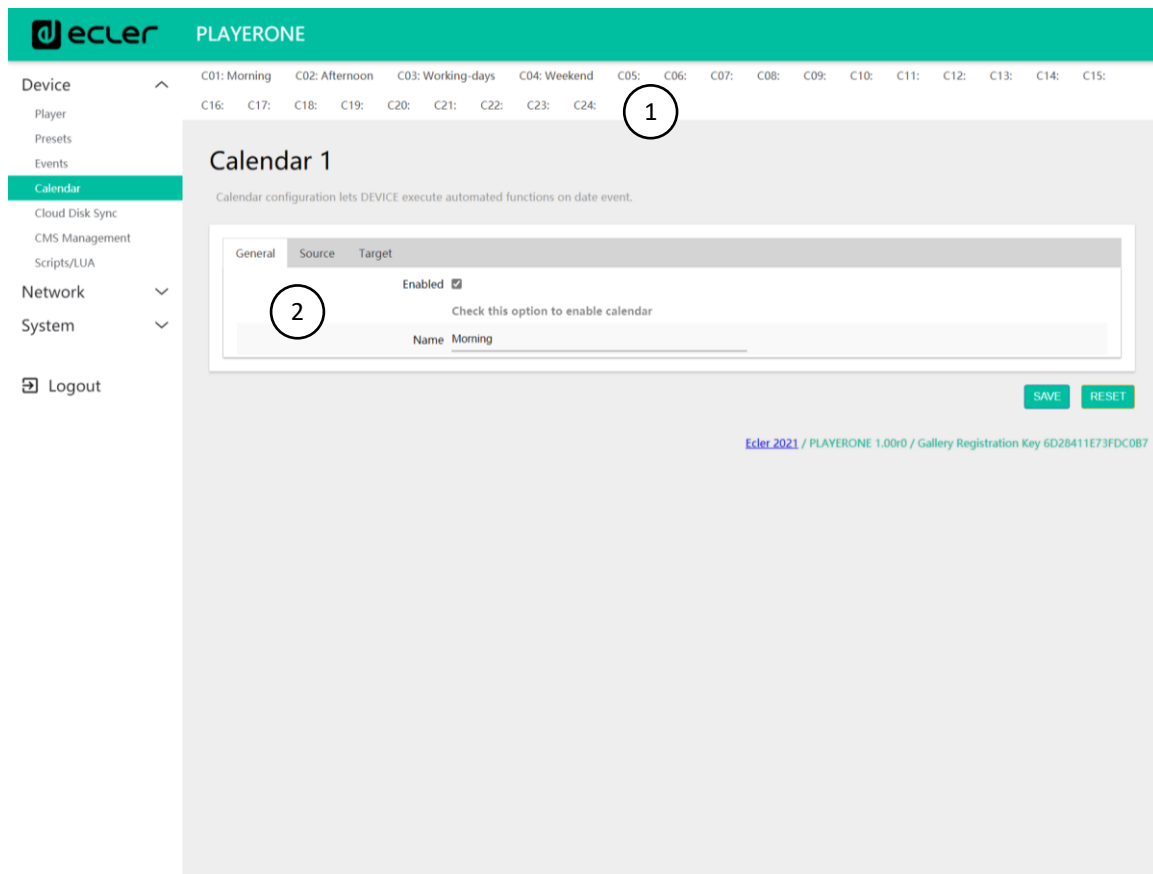 ecler
PLAYERONE
Device
Player
Presets
Events
Calendar
Cloud Disk Sync
CMS Management
Scripts/LUA
Network
System
Logout
C01: Morning C02: Afternoon C03: Working-days C04: Weekend C05: C06: C07: C08: C09: C10: C11: C12: C13: C14: C15:
C16: C17: C18: C19: C20: C21: C22: C23: C24:
1
Calendar 1
Calendar configuration lets DEVICE execute automated functions on date event.
General Source Target
Enabled
Check this option to enable calendar
2
Name Morning
SAVE RESET
Ecler 2021 / PLAYERONE 1.00r0 / Gallery Registration Key 6D28411E73FDC0B7